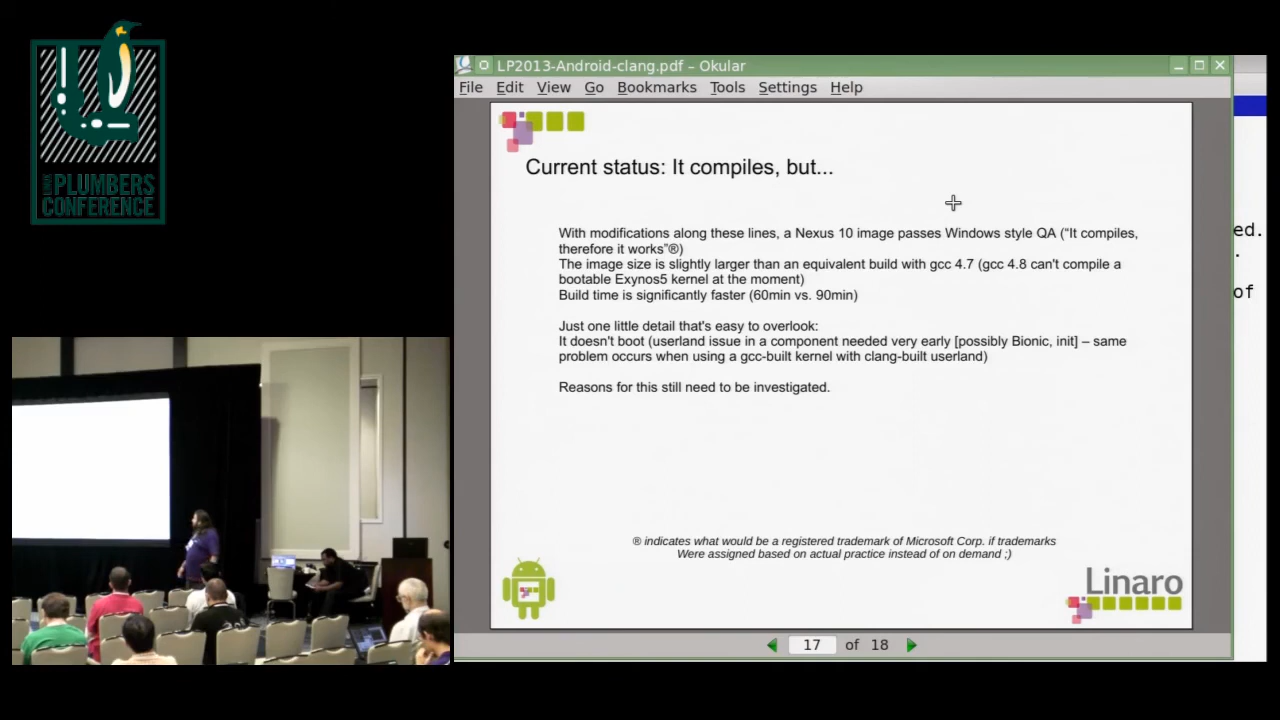 LINUX
PLUMBERS
CONFERENCE
LP2013-Android-clang.pdf – Okular
File Edit View Go Bookmarks Tools Settings Help
Current status: It compiles, but...
With modifications along these lines, a Nexus 10 image passes Windows style QA (“It compiles,
therefore it works”®)
The image size is slightly larger than an equivalent build with gcc 4.7 (gcc 4.8 can't compile a
bootable Exynos5 kernel at the moment)
Build time is significantly faster (60min vs. 90min)
Just one little detail that's easy to overlook:
It doesn't boot (userland issue in a component needed very early [possibly Bionic, init] – same
problem occurs when using a gcc-built kernel with clang-built userland)
Reasons for this still need to be investigated.
® indicates what would be a registered trademark of Microsoft Corp. if trademarks
Were assigned based on actual practice instead of on demand ;)
Linaro
17 of 18
ed.
.
of